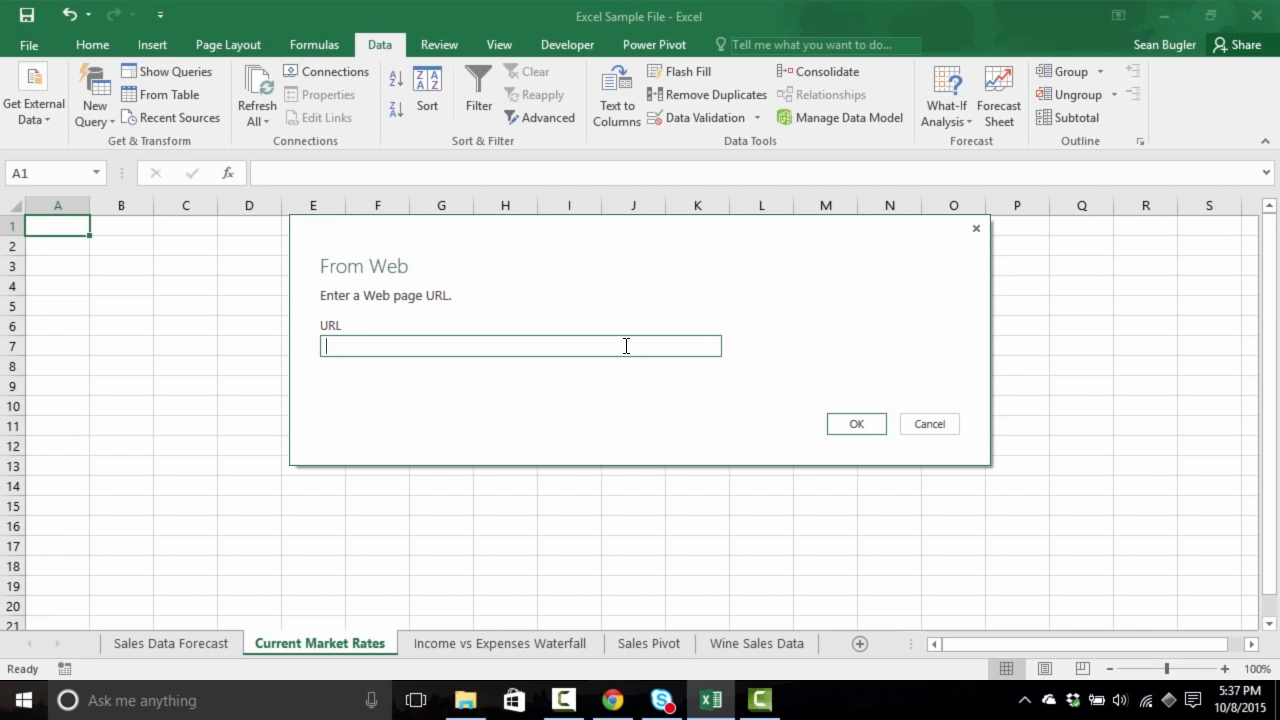 Excel Sample File - Excel
File Home Insert Page Layout Formulas Data Review View Developer Power Pivot Tell me what you want to do... Sean Bugler Share
Get External Data
New Query
Show Queries
From Table
Recent Sources
Get & Transform
Refresh All
Connections
Properties
Edit Links
Connections
Sort
Filter
Clear
Reapply
Advanced
Sort & Filter
Text to Columns
Flash Fill
Remove Duplicates
Data Validation
Consolidate
Relationships
Manage Data Model
Data Tools
What-If Analysis
Forecast Sheet
Forecast
Group
Ungroup
Subtotal
Outline
A1 fx
A B C D E F G H I J K L M N O P Q R S
1
2
3
4
5
6
7
8
9
10
11
12
13
14
15
16
17
18
19
20
21
From Web
Enter a Web page URL.
URL
OK Cancel
Sales Data Forecast Current Market Rates Income vs Expenses Waterfall Sales Pivot Wine Sales Data
Ready 100%
Ask me anything 5:37 PM
10/8/2015